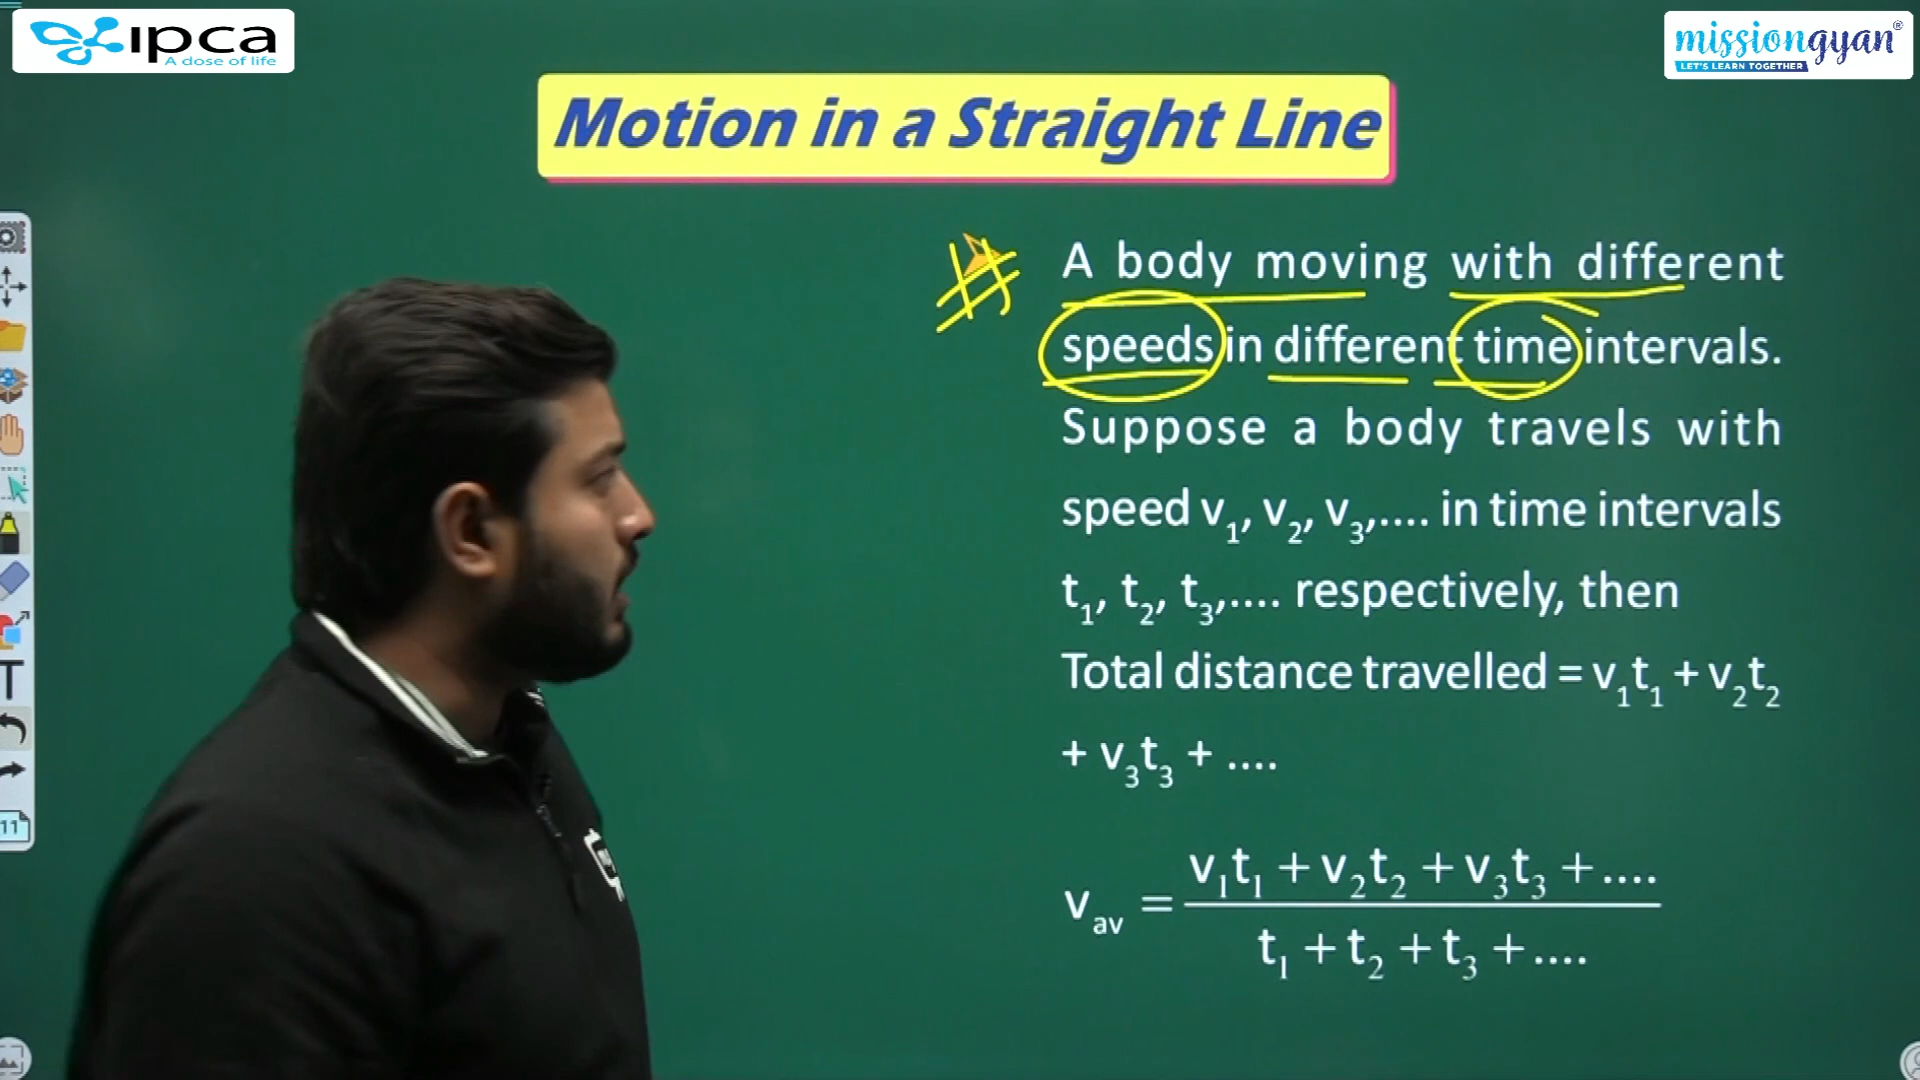 ipca
A dose of life
missiongyan®
LET'S LEARN TOGETHER
Motion in a Straight Line
A body moving with different
speeds in different time intervals.
Suppose a body travels with
speed v₁, v₂, v₃,.... in time intervals
t₁, t₂, t₃,.... respectively, then
Total distance travelled = v₁t₁ + v₂t₂
+ v₃t₃ + ....
v_av = (v₁t₁ + v₂t₂ + v₃t₃ + ....) / (t₁ + t₂ + t₃ + ....)
T
11